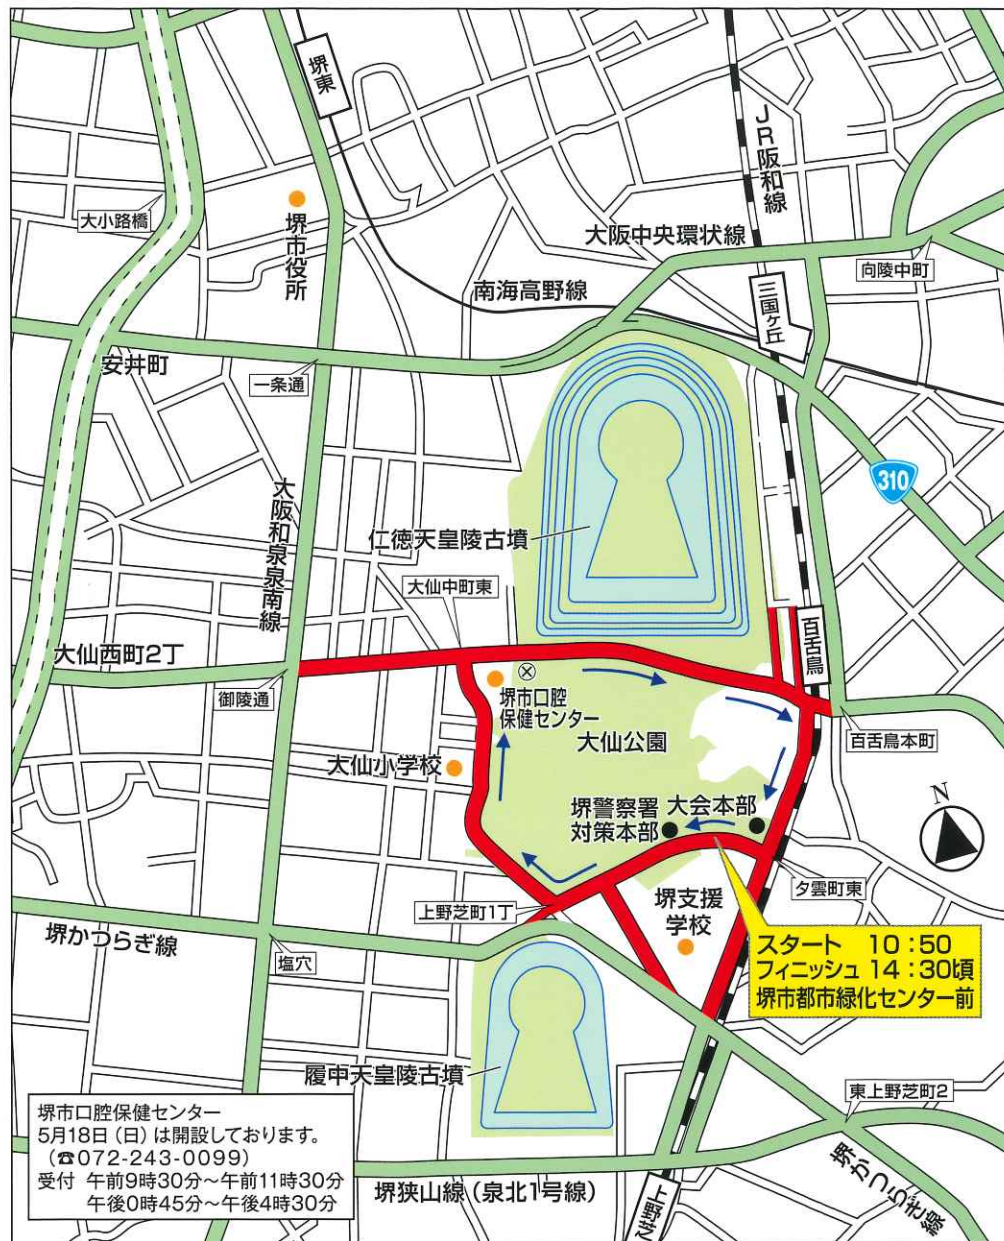 堺東
JR阪和線
大小路橋
堺市役所
大阪中央環状線
向陵中町
南海高野線
三国ヶ丘
安井町
一条通
310
大阪和泉泉南線
仁徳天皇陵古墳
大仙中町東
百舌鳥
大仙西町2丁
御陵通
堺市口腔
保健センター
大仙公園
百舌鳥本町
大仙小学校
N
堺警察署
対策本部
大会本部
夕雲町東
上野芝町1丁
堺支援
学校
堺かつらぎ線
塩穴
スタート 10:50
フィニッシュ 14:30頃
堺市都市緑化センター前
履中天皇陵古墳
東上野芝町2
堺市口腔保健センター
5月18日(日)は開設しております。
(☎072-243-0099)
受付 午前9時30分~午前11時30分
午後0時45分~午後4時30分
堺狭山線(泉北1号線)
上野芝
堺かつらぎ線